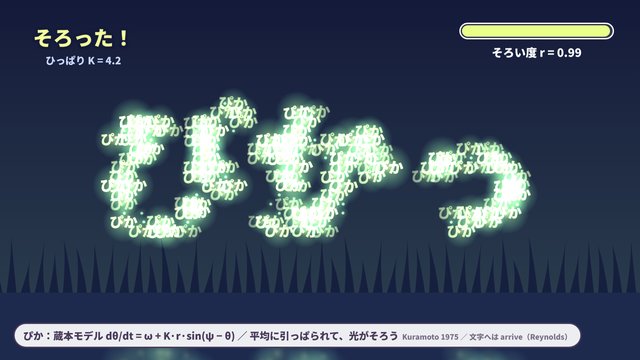 そろった！
ひっぱり K = 4.2
そろい度 r = 0.99
ぴかっ
ぴか：蔵本モデル dθ/dt = ω + K·r·sin(ψ − θ) ／ 平均に引っぱられて、光がそろう Kuramoto 1975 ／ 文字へは arrive（Reynolds）